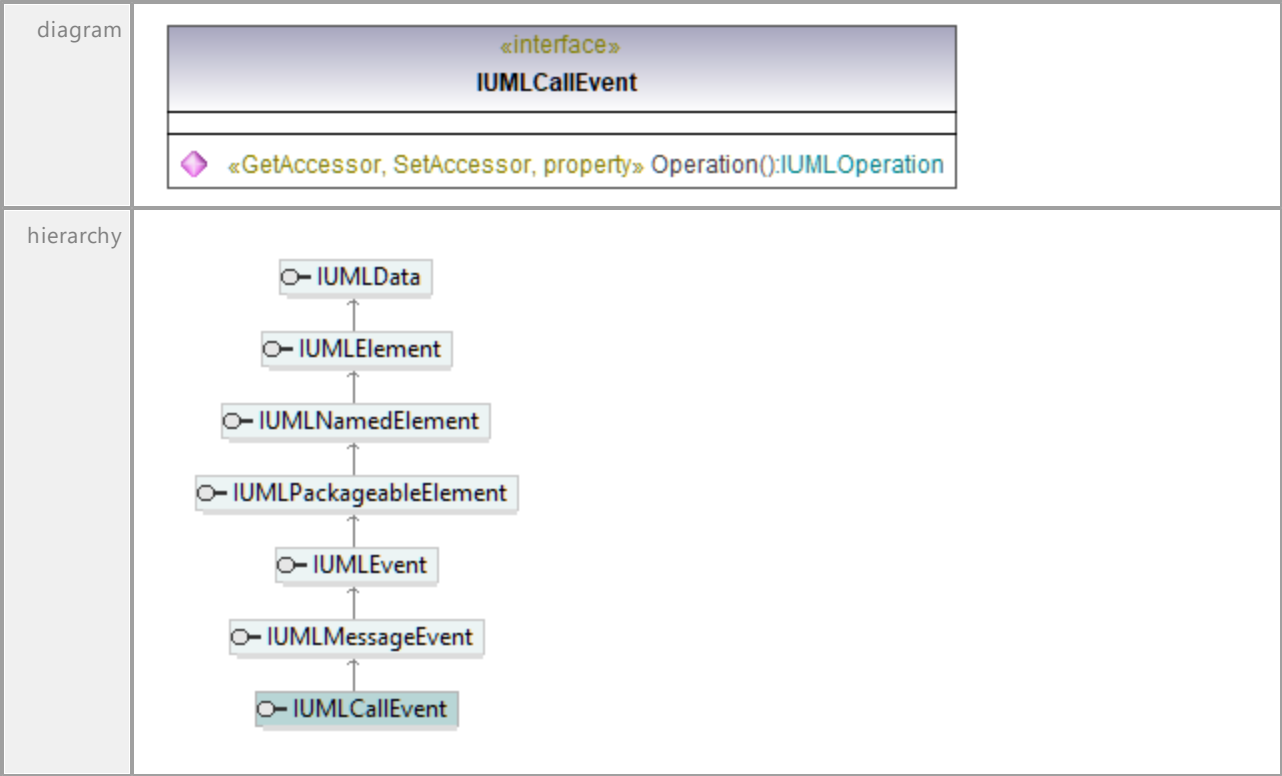 diagram
«interface»
IUMLCallEvent
«GetAccessor, SetAccessor, property» Operation():IUMLOperation
hierarchy
IUMLData
IUMLElement
IUMLNamedElement
IUMLPackageableElement
IUMLEvent
IUMLMessageEvent
IUMLCallEvent